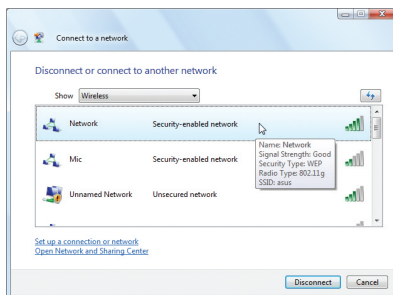 Connect to a network
Disconnect or connect to another network
Show Wireless
Network Security-enabled network
Mic Security-enabled network
Unnamed Network Unsecured network
Name: Network
Signal Strength: Good
Security Type: WEP
Radio Type: 802.11g
SSID: asus
Set up a connection or network
Open Network and Sharing Center
Disconnect Cancel